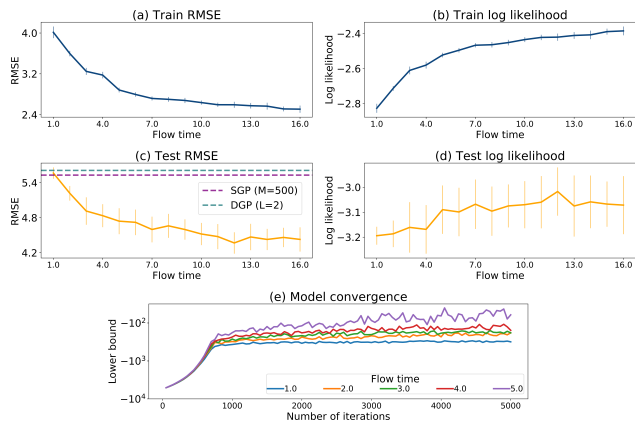 (a) Train RMSE
RMSE
4.0
3.2
2.4
1.0 4.0 7.0 10.0 13.0 16.0
Flow time
(b) Train log likelihood
Log likelihood
−2.4
−2.6
−2.8
1.0 4.0 7.0 10.0 13.0 16.0
Flow time
(c) Test RMSE
RMSE
5.4
4.8
4.2
SGP (M=500)
DGP (L=2)
1.0 4.0 7.0 10.0 13.0 16.0
Flow time
(d) Test log likelihood
Log likelihood
−3.0
−3.1
−3.2
1.0 4.0 7.0 10.0 13.0 16.0
Flow time
(e) Model convergence
Lower bound
−10²
−10³
−10⁴
Flow time
1.0 2.0 3.0 4.0 5.0
0 1000 2000 3000 4000 5000
Number of iterations